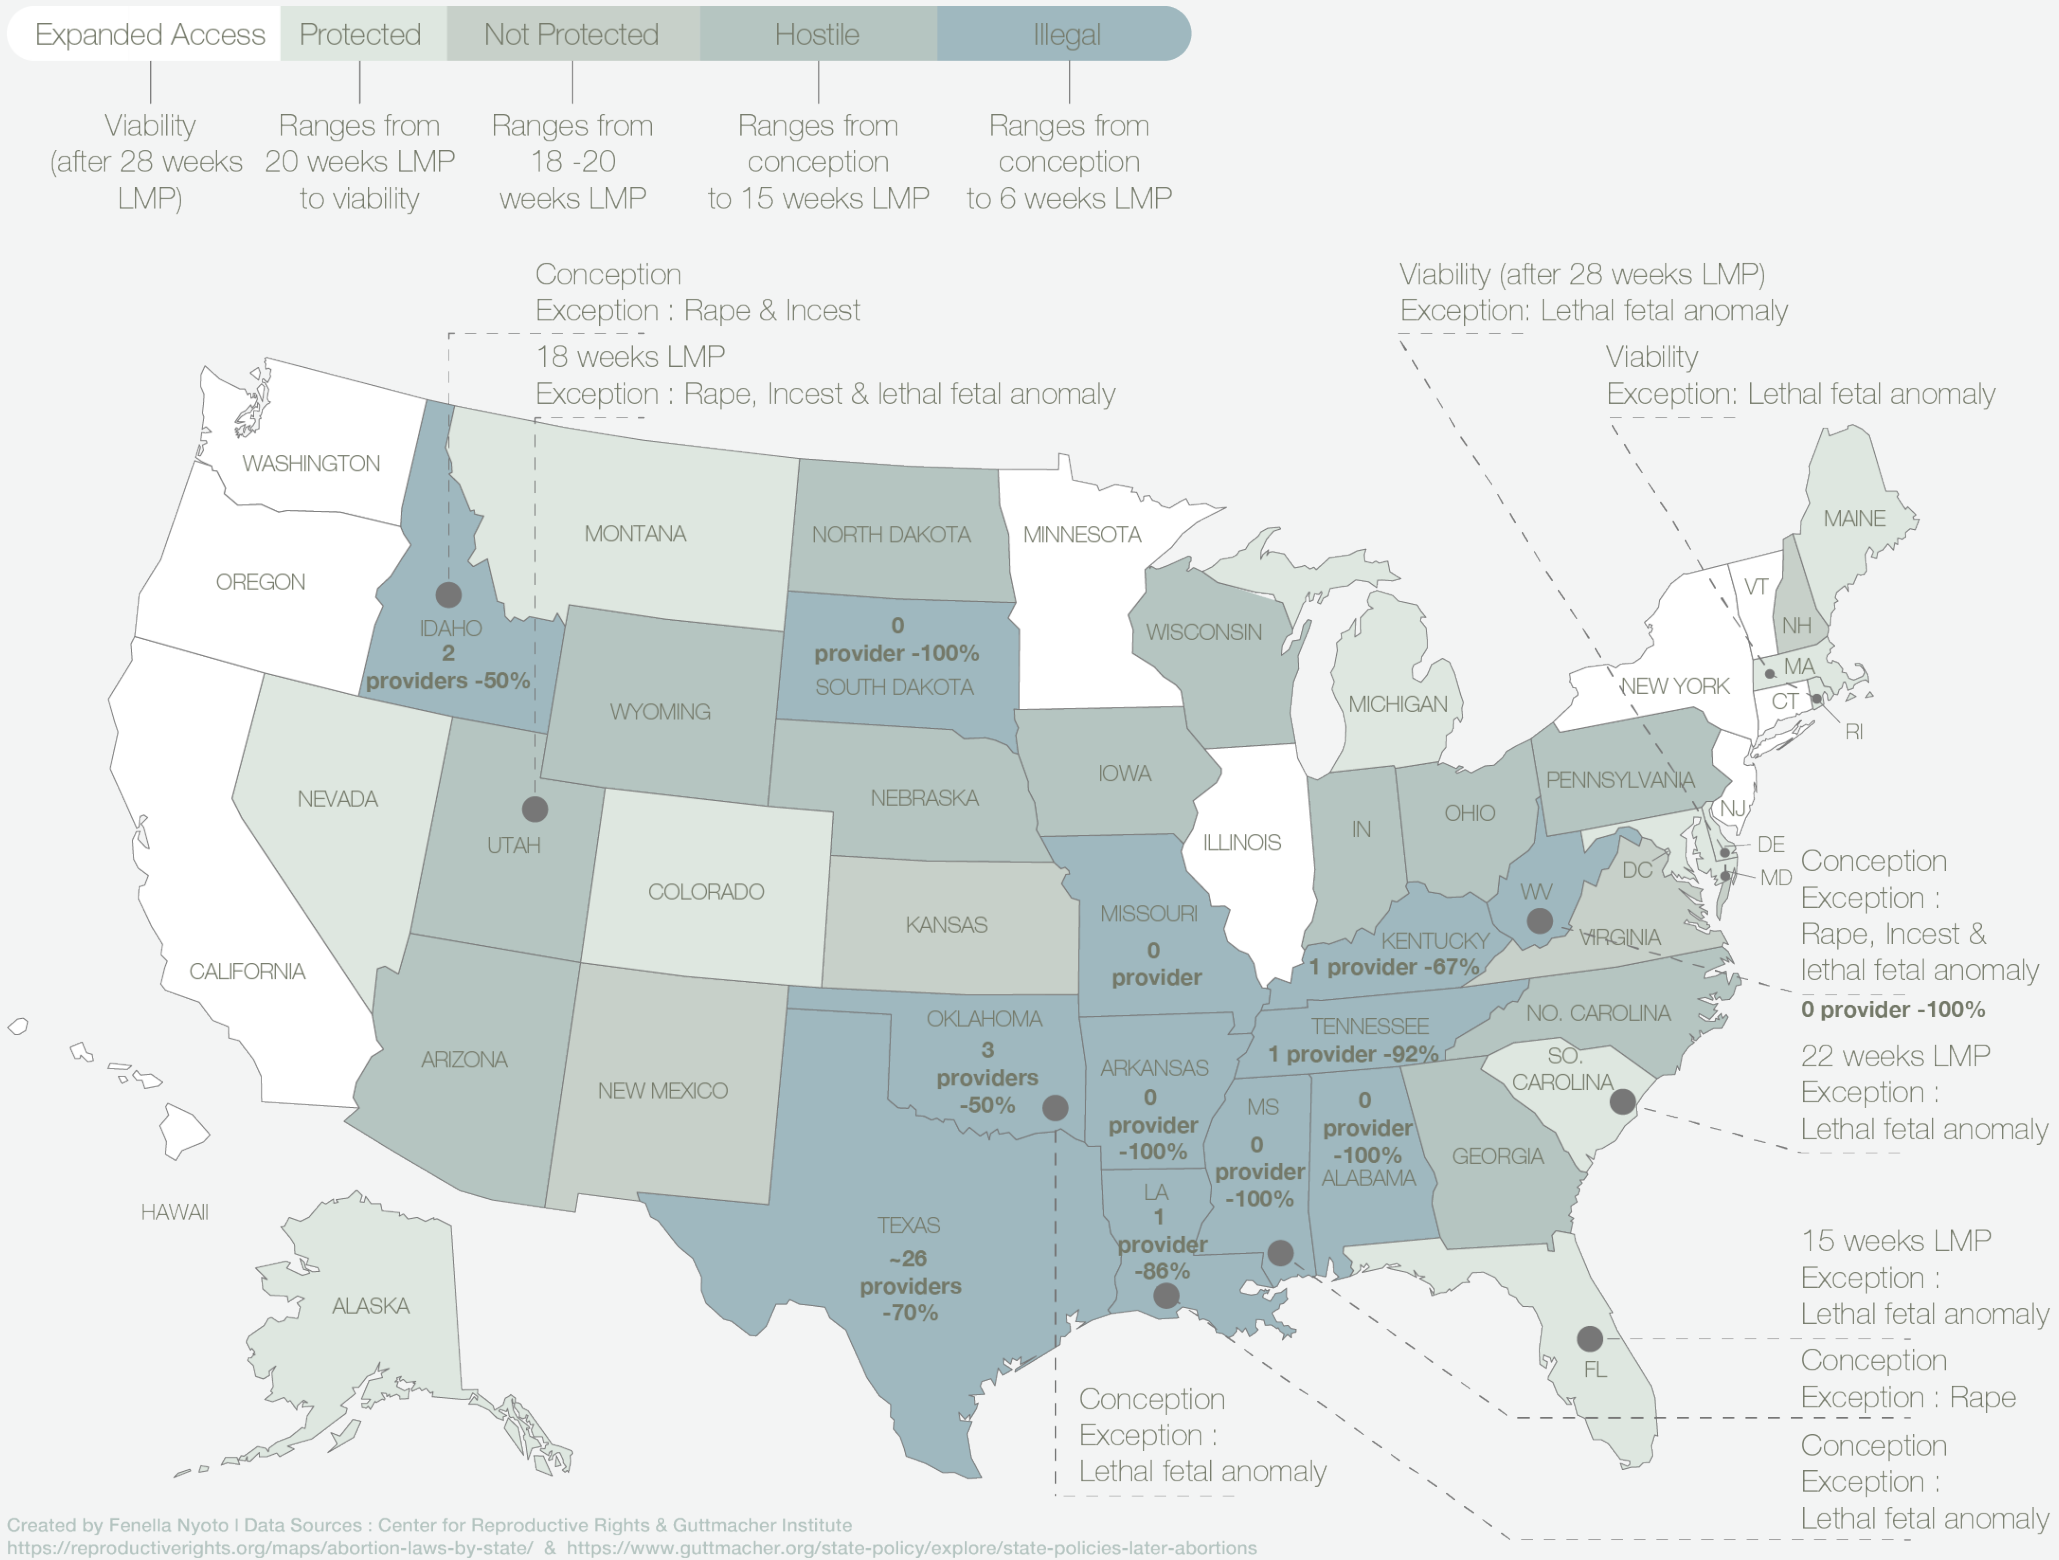 Expanded Access
Protected
Not Protected
Hostile
Illegal
Viability
(after 28 weeks
LMP)
Ranges from
20 weeks LMP
to viability
Ranges from
18 -20
weeks LMP
Ranges from
conception
to 15 weeks LMP
Ranges from
conception
to 6 weeks LMP
Conception
Exception : Rape & Incest
18 weeks LMP
Exception : Rape, Incest & lethal fetal anomaly
Viability (after 28 weeks LMP)
Exception: Lethal fetal anomaly
Viability
Exception: Lethal fetal anomaly
WASHINGTON
OREGON
IDAHO
2
providers -50%
MONTANA
NORTH DAKOTA
0
provider -100%
SOUTH DAKOTA
MINNESOTA
WISCONSIN
MICHIGAN
MAINE
VT
NH
MA
CT
RI
NEW YORK
WYOMING
NEVADA
UTAH
COLORADO
NEBRASKA
IOWA
ILLINOIS
IN
OHIO
PENNSYLVANIA
NJ
DE
MD
DC
WV
VIRGINIA
CALIFORNIA
KANSAS
MISSOURI
0
provider
KENTUCKY
1 provider -67%
Conception
Exception :
Rape, Incest &
lethal fetal anomaly
0 provider -100%
ARIZONA
NEW MEXICO
OKLAHOMA
3
providers
-50%
ARKANSAS
0
provider
-100%
TENNESSEE
1 provider -92%
NO. CAROLINA
SO.
CAROLINA
22 weeks LMP
Exception :
Lethal fetal anomaly
MS
0
provider
-100%
0
provider
-100%
ALABAMA
GEORGIA
TEXAS
~26
providers
-70%
LA
1
provider
-86%
HAWAII
ALASKA
FL
15 weeks LMP
Exception :
Lethal fetal anomaly
Conception
Exception : Rape
Conception
Exception :
Lethal fetal anomaly
Conception
Exception :
Lethal fetal anomaly
Created by Fenella Nyoto | Data Sources : Center for Reproductive Rights & Guttmacher Institute
https://reproductiverights.org/maps/abortion-laws-by-state/ & https://www.guttmacher.org/state-policy/explore/state-policies-later-abortions